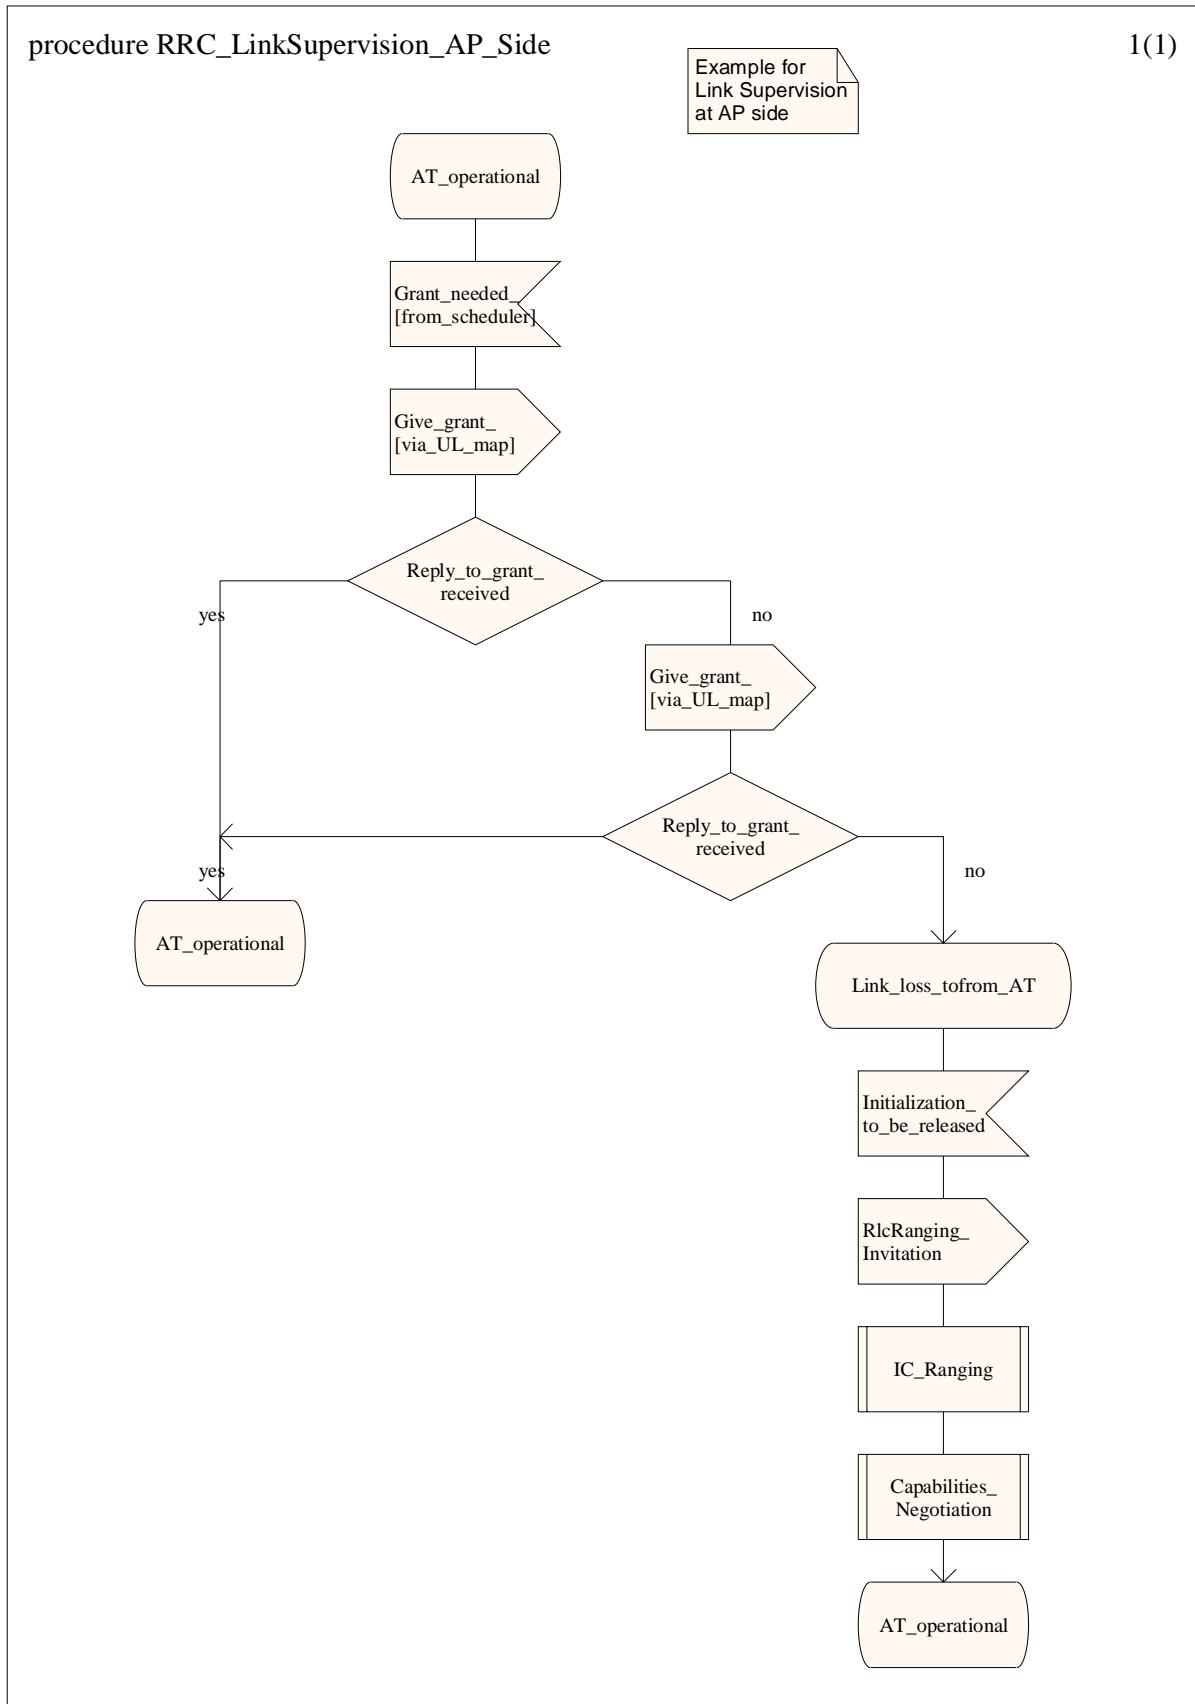 procedure RRC_LinkSupervision_AP_Side
1(1)
Example for
Link Supervision
at AP side
AT_operational
Grant_needed_
[from_scheduler]
Give_grant_
[via_UL_map]
Reply_to_grant_
received
yes
no
Give_grant_
[via_UL_map]
Reply_to_grant_
received
yes
no
AT_operational
Link_loss_tofrom_AT
Initialization_
to_be_released
RlcRanging_
Invitation
IC_Ranging
Capabilities_
Negotiation
AT_operational